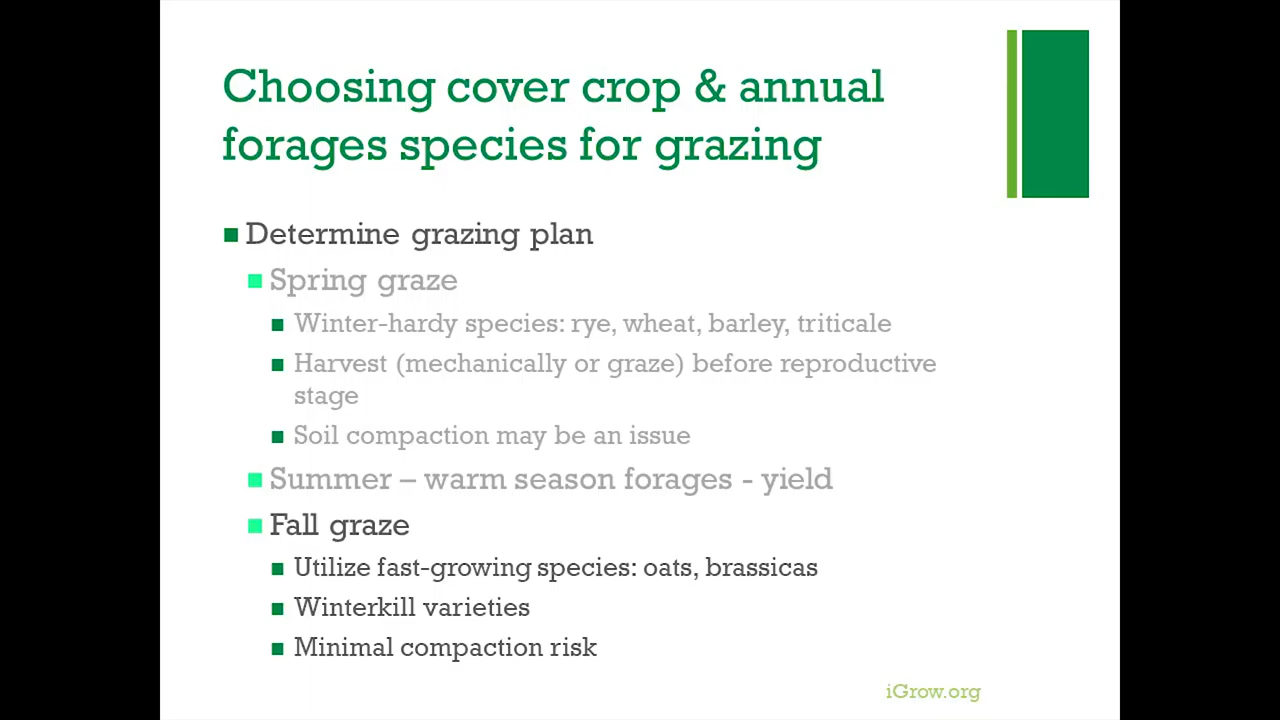 Choosing cover crop & annual
forages species for grazing
Determine grazing plan
Spring graze
Winter-hardy species: rye, wheat, barley, triticale
Harvest (mechanically or graze) before reproductive
stage
Soil compaction may be an issue
Summer – warm season forages - yield
Fall graze
Utilize fast-growing species: oats, brassicas
Winterkill varieties
Minimal compaction risk
iGrow.org